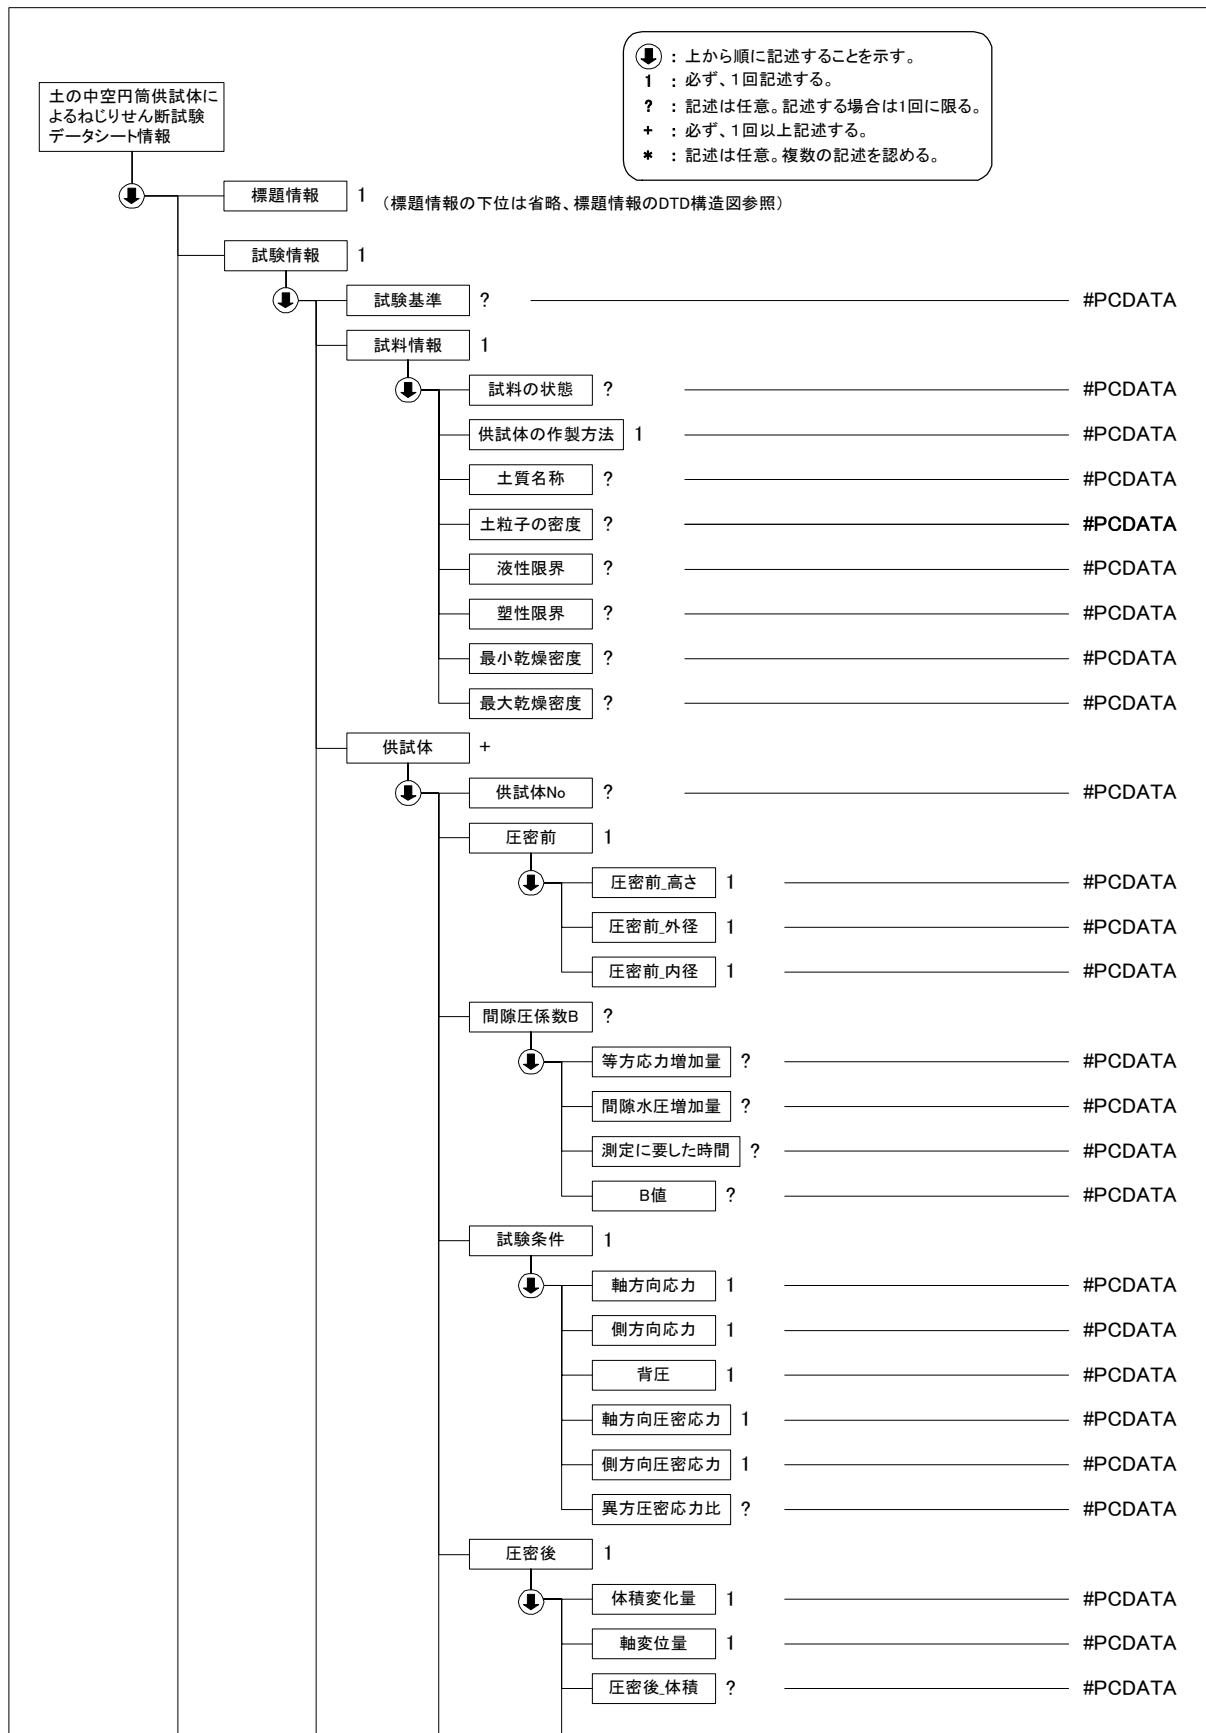 ：上から順に記述することを示す。
1 ：必ず、1回記述する。
? ：記述は任意。記述する場合は1回に限る。
+ ：必ず、1回以上記述する。
* ：記述は任意。複数の記述を認める。
土の中空円筒供試体に
よるねじりせん断試験
データシート情報
標題情報 1 （標題情報の下位は省略、標題情報のDTD構造図参照）
試験情報 1
試験基準 ? #PCDATA
試料情報 1
試料の状態 ? #PCDATA
供試体の作製方法 1 #PCDATA
土質名称 ? #PCDATA
土粒子の密度 ? #PCDATA
液性限界 ? #PCDATA
塑性限界 ? #PCDATA
最小乾燥密度 ? #PCDATA
最大乾燥密度 ? #PCDATA
供試体 +
供試体No ? #PCDATA
圧密前 1
圧密前_高さ 1 #PCDATA
圧密前_外径 1 #PCDATA
圧密前_内径 1 #PCDATA
間隙圧係数B ?
等方応力増加量 ? #PCDATA
間隙水圧増加量 ? #PCDATA
測定に要した時間 ? #PCDATA
B値 ? #PCDATA
試験条件 1
軸方向応力 1 #PCDATA
側方向応力 1 #PCDATA
背圧 1 #PCDATA
軸方向圧密応力 1 #PCDATA
側方向圧密応力 1 #PCDATA
異方圧密応力比 ? #PCDATA
圧密後 1
体積変化量 1 #PCDATA
軸変位量 1 #PCDATA
圧密後_体積 ? #PCDATA